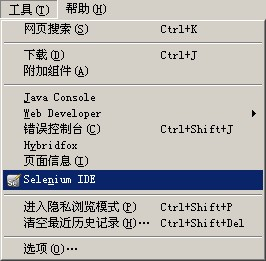 工具(T) 帮助(H)
网页搜索(S) Ctrl+K
下载(D) Ctrl+J
附加组件(A)
Java Console
Web Developer
错误控制台(C) Ctrl+Shift+J
Hybridfox
页面信息(I)
Selenium IDE
进入隐私浏览模式(P) Ctrl+Shift+P
清空最近历史记录(H)… Ctrl+Shift+Del
选项(O)…